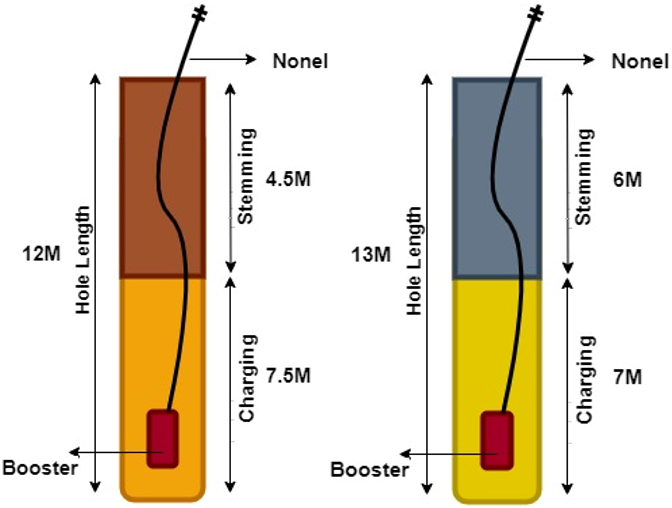 Nonel
Stemming
4.5M
12M
Hole Length
Charging
7.5M
Booster
Nonel
Stemming
6M
13M
Hole Length
Charging
7M
Booster